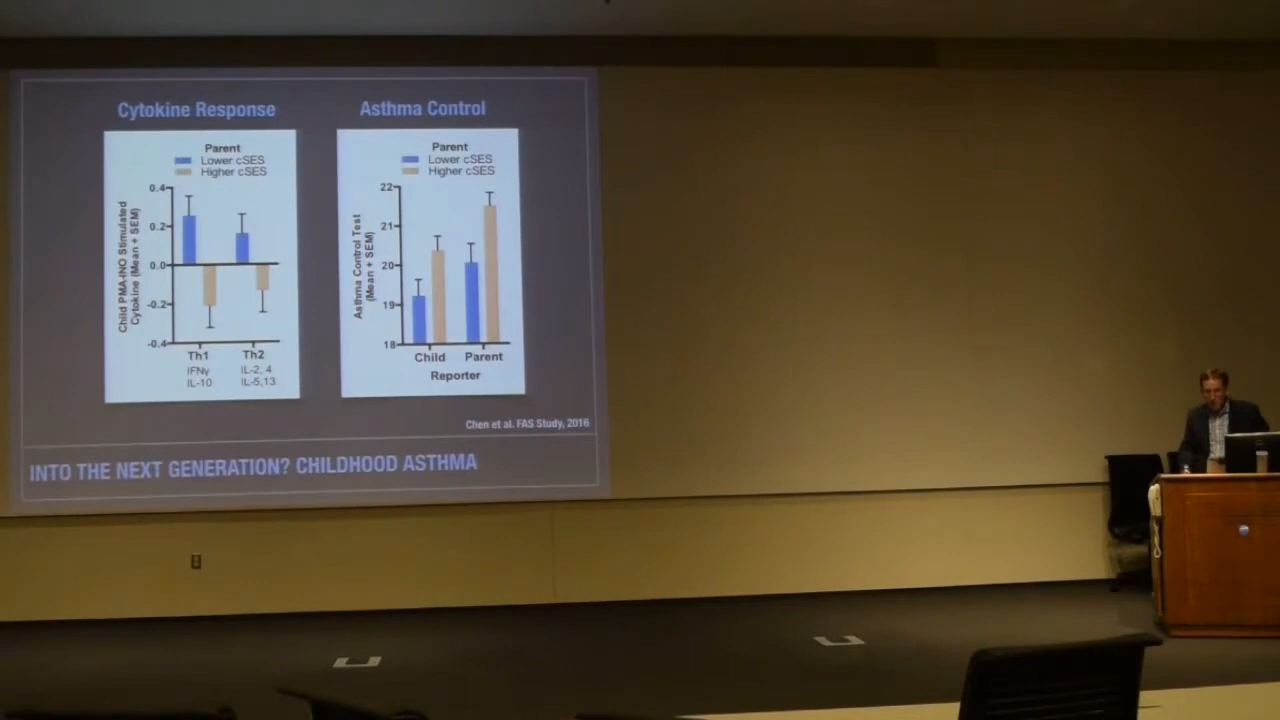 Cytokine Response
Parent
Lower cSES
Higher cSES
Child PMA-INO Stimulated
Cytokine (Mean + SEM)
0.4
0.2
0.0
-0.2
-0.4
Th1
Th2
IFNγ
IL-2, 4
IL-10
IL-5,13
Asthma Control
Parent
Lower cSES
Higher cSES
Asthma Control Test
(Mean + SEM)
22
21
20
19
18
Child
Parent
Reporter
Chen et al. FAS Study, 2016
INTO THE NEXT GENERATION? CHILDHOOD ASTHMA